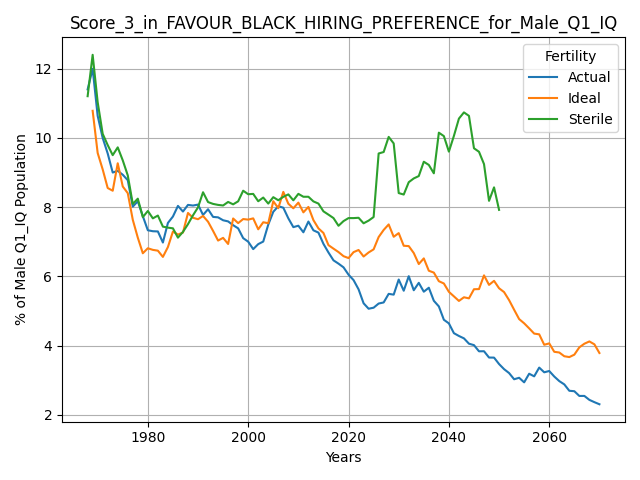 Score_3_in_FAVOUR_BLACK_HIRING_PREFERENCE_for_Male_Q1_IQ
Fertility
Actual
Ideal
Sterile
% of Male Q1_IQ Population
12
10
8
6
4
2
1980
2000
2020
2040
2060
Years